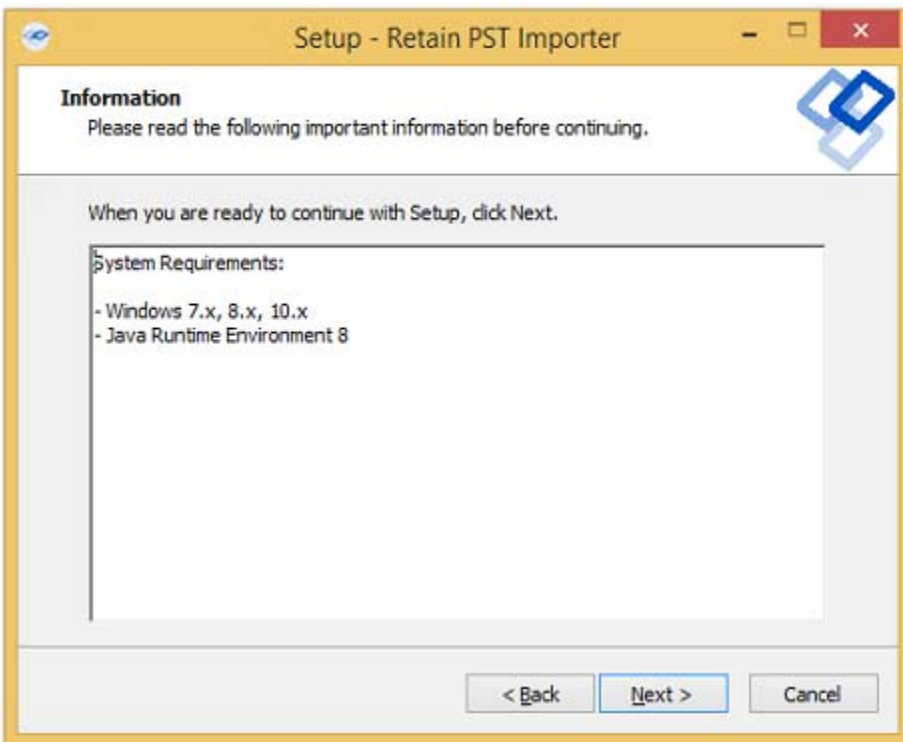 Setup - Retain PST Importer
Information
Please read the following important information before continuing.
When you are ready to continue with Setup, click Next.
System Requirements:
- Windows 7.x, 8.x, 10.x
- Java Runtime Environment 8
< Back
Next >
Cancel